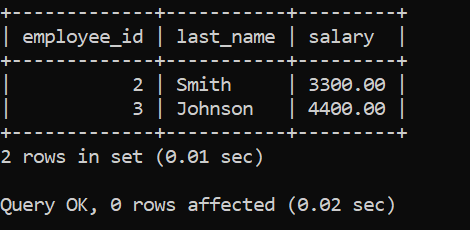 +-------------+-----------+---------+
| employee_id | last_name | salary  |
+-------------+-----------+---------+
|           2 | Smith     | 3300.00 |
|           3 | Johnson   | 4400.00 |
+-------------+-----------+---------+
2 rows in set (0.01 sec)
Query OK, 0 rows affected (0.02 sec)